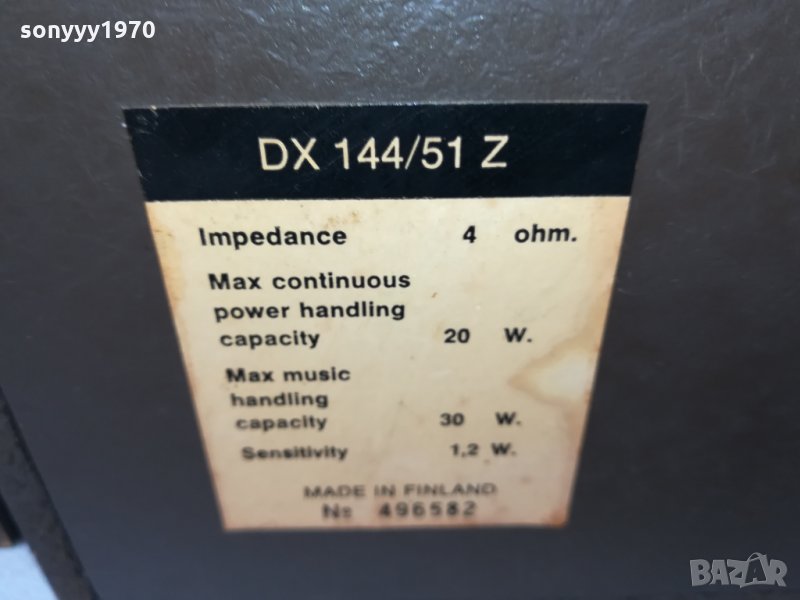 sonyyy1970
DX 144/51 Z
Impedance 4 ohm.
Max continuous
power handling
capacity 20 W.
Max music
handling
capacity 30 W.
Sensitivity 1,2 W.
MADE IN FINLAND
№ 496582
BAZAR